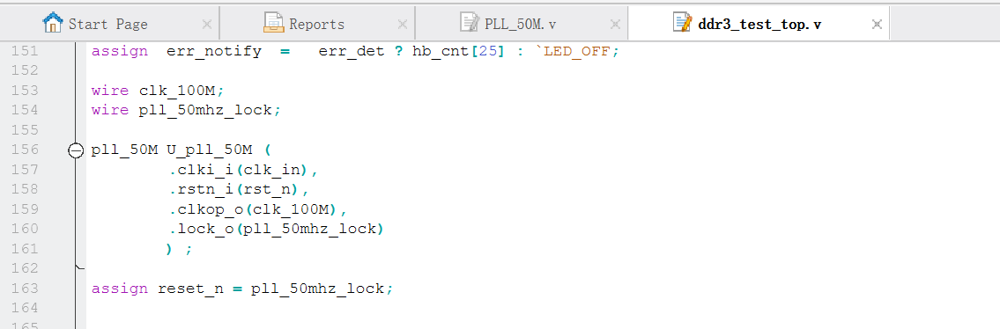 Start Page
Reports
PLL_50M.v
ddr3_test_top.v
151 assign  err_notify  =   err_det ? hb_cnt[25] : `LED_OFF;
152
153 wire clk_100M;
154 wire pll_50mhz_lock;
155
156 pll_50M U_pll_50M (
157         .clki_i(clk_in),
158         .rstn_i(rst_n),
159         .clkop_o(clk_100M),
160         .lock_o(pll_50mhz_lock)
161         ) ;
162
163 assign reset_n = pll_50mhz_lock;
164
165